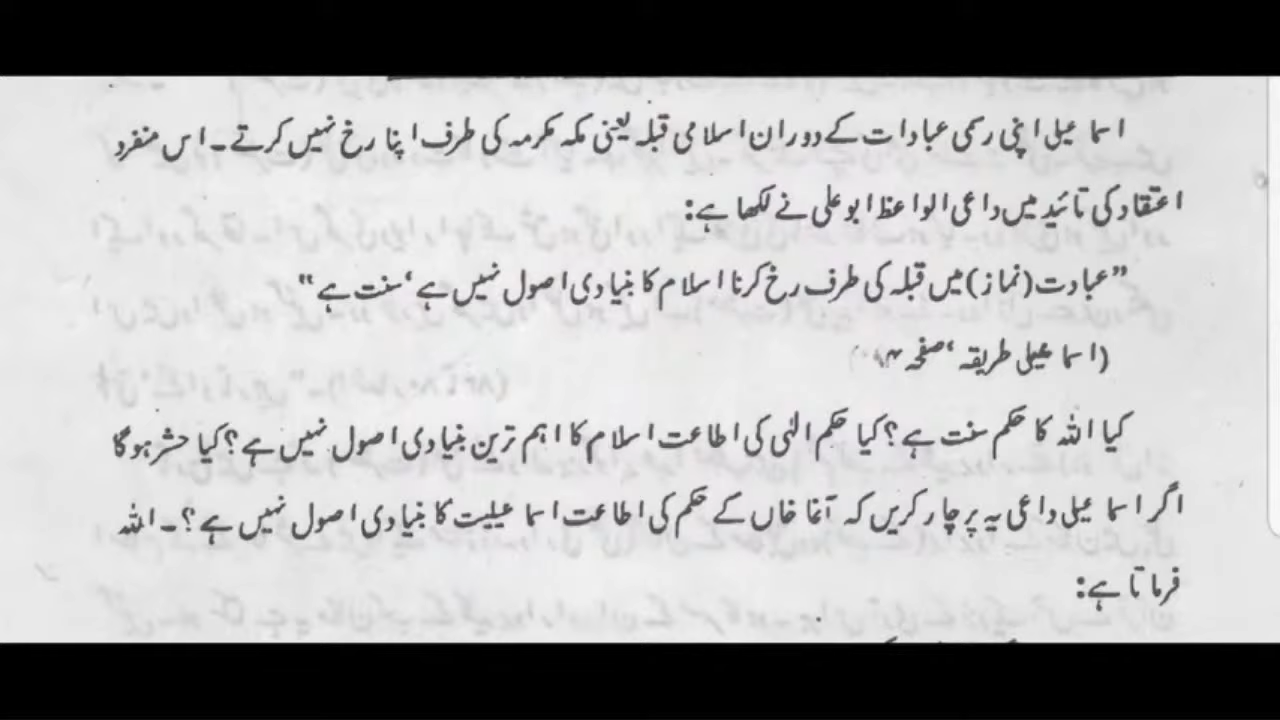 اسماعیلی اپنی رسمی عبادات کے دوران اسلامی قبلہ یعنی مکہ مکرمہ کی طرف اپنا رخ نہیں کرتے۔ اس منفرد
اعتقاد کی تائید میں داعی الواعظ ابو علی نے لکھا ہے:
”عبادت (نماز) میں قبلہ کی طرف رخ کرنا اسلام کا بنیادی اصول نہیں ہے‘ سنت ہے“
(اسماعیلی طریقہ‘ صفحہ
کیا اللہ کا حکم سنت ہے؟ کیا حکم الٰہی کی اطاعت اسلام کا اہم ترین بنیادی اصول نہیں ہے؟ کیا حشر ہوگا
اگر اسماعیلی داعی یہ پرچار کریں کہ آغا خاں کے حکم کی اطاعت اسماعیلیت کا بنیادی اصول نہیں ہے؟۔ اللہ
فرماتا ہے: